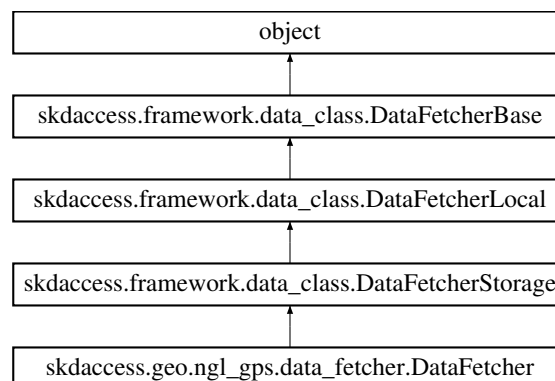 object
skdaccess.framework.data_class.DataFetcherBase
skdaccess.framework.data_class.DataFetcherLocal
skdaccess.framework.data_class.DataFetcherStorage
skdaccess.geo.ngl_gps.data_fetcher.DataFetcher